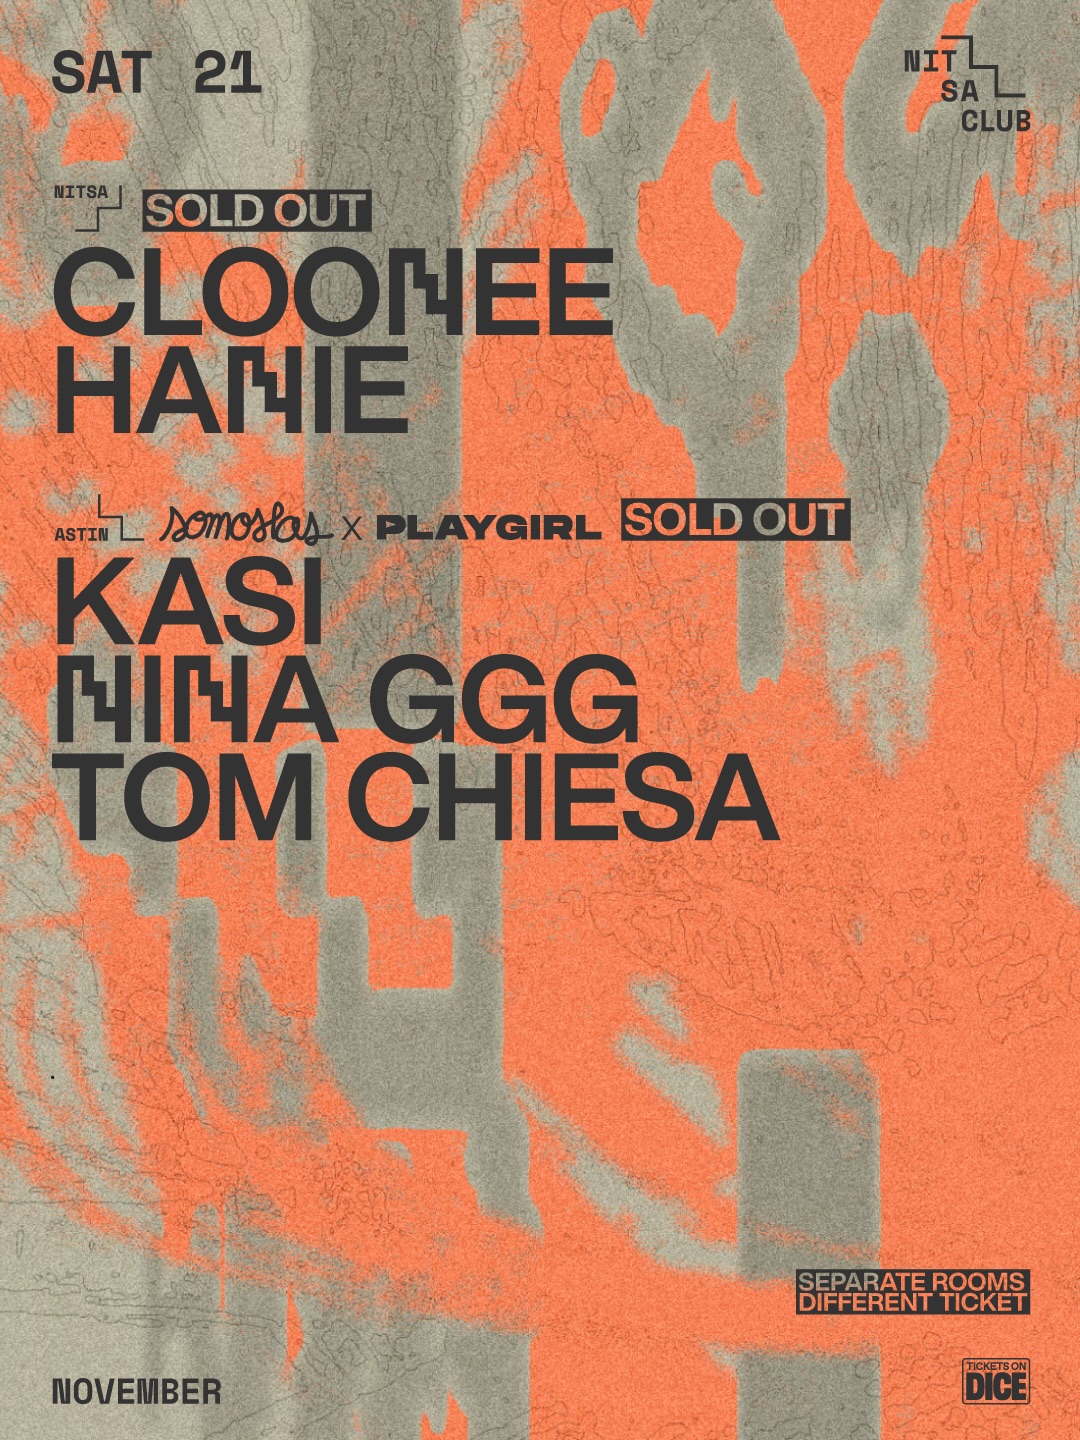 SAT 21
NIT
SA
CLUB
NITSA SOLD OUT
CLOONEE
HANIE
ASTIN somoslas X PLAYGIRL SOLD OUT
KASI
NINA GGG
TOM CHIESA
SEPARATE ROOMS
DIFFERENT TICKET
NOVEMBER
TICKETS ON
DICE